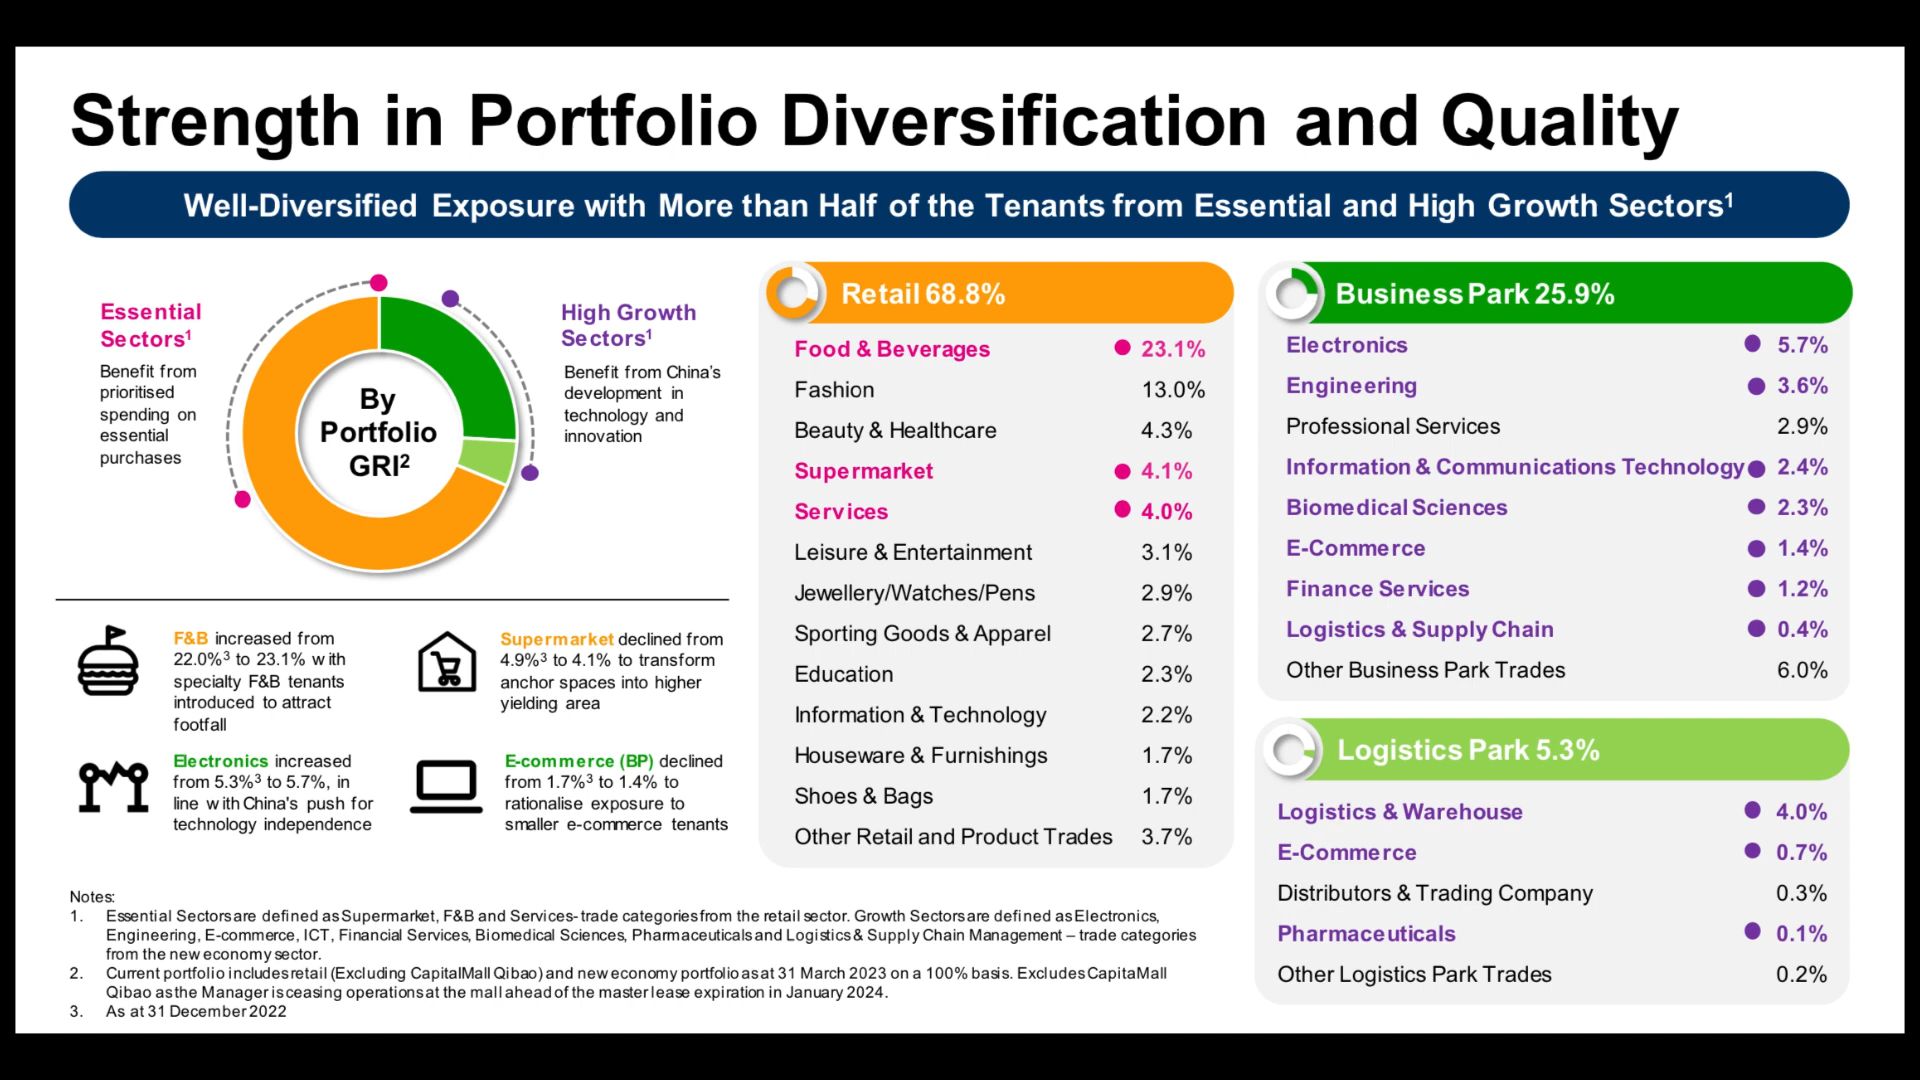 Strength in Portfolio Diversification and Quality
Well-Diversified Exposure with More than Half of the Tenants from Essential and High Growth Sectors¹
Essential
Sectors¹
Benefit from
prioritised
spending on
essential
purchases
By
Portfolio
GRI²
High Growth
Sectors¹
Benefit from China's
development in
technology and
innovation
F&B increased from
22.0%³ to 23.1% with
specialty F&B tenants
introduced to attract
footfall
Supermarket declined from
4.9%³ to 4.1% to transform
anchor spaces into higher
yielding area
Electronics increased
from 5.3%³ to 5.7%, in
line with China's push for
technology independence
E-commerce (BP) declined
from 1.7%³ to 1.4% to
rationalise exposure to
smaller e-commerce tenants
Retail 68.8%
Food & Beverages 23.1%
Fashion 13.0%
Beauty & Healthcare 4.3%
Supermarket 4.1%
Services 4.0%
Leisure & Entertainment 3.1%
Jewellery/Watches/Pens 2.9%
Sporting Goods & Apparel 2.7%
Education 2.3%
Information & Technology 2.2%
Houseware & Furnishings 1.7%
Shoes & Bags 1.7%
Other Retail and Product Trades 3.7%
Business Park 25.9%
Electronics 5.7%
Engineering 3.6%
Professional Services 2.9%
Information & Communications Technology 2.4%
Biomedical Sciences 2.3%
E-Commerce 1.4%
Finance Services 1.2%
Logistics & Supply Chain 0.4%
Other Business Park Trades 6.0%
Logistics Park 5.3%
Logistics & Warehouse 4.0%
E-Commerce 0.7%
Distributors & Trading Company 0.3%
Pharmaceuticals 0.1%
Other Logistics Park Trades 0.2%
Notes:
1. Essential Sectors are defined as Supermarket, F&B and Services- trade categories from the retail sector. Growth Sectors are defined as Electronics,
Engineering, E-commerce, ICT, Financial Services, Biomedical Sciences, Pharmaceuticals and Logistics & Supply Chain Management – trade categories
from the new economy sector.
2. Current portfolio includes retail (Excluding CapitalMall Qibao) and new economy portfolio as at 31 March 2023 on a 100% basis. Excludes CapitaMall
Qibao as the Manager is ceasing operations at the mall ahead of the master lease expiration in January 2024.
3. As at 31 December 2022